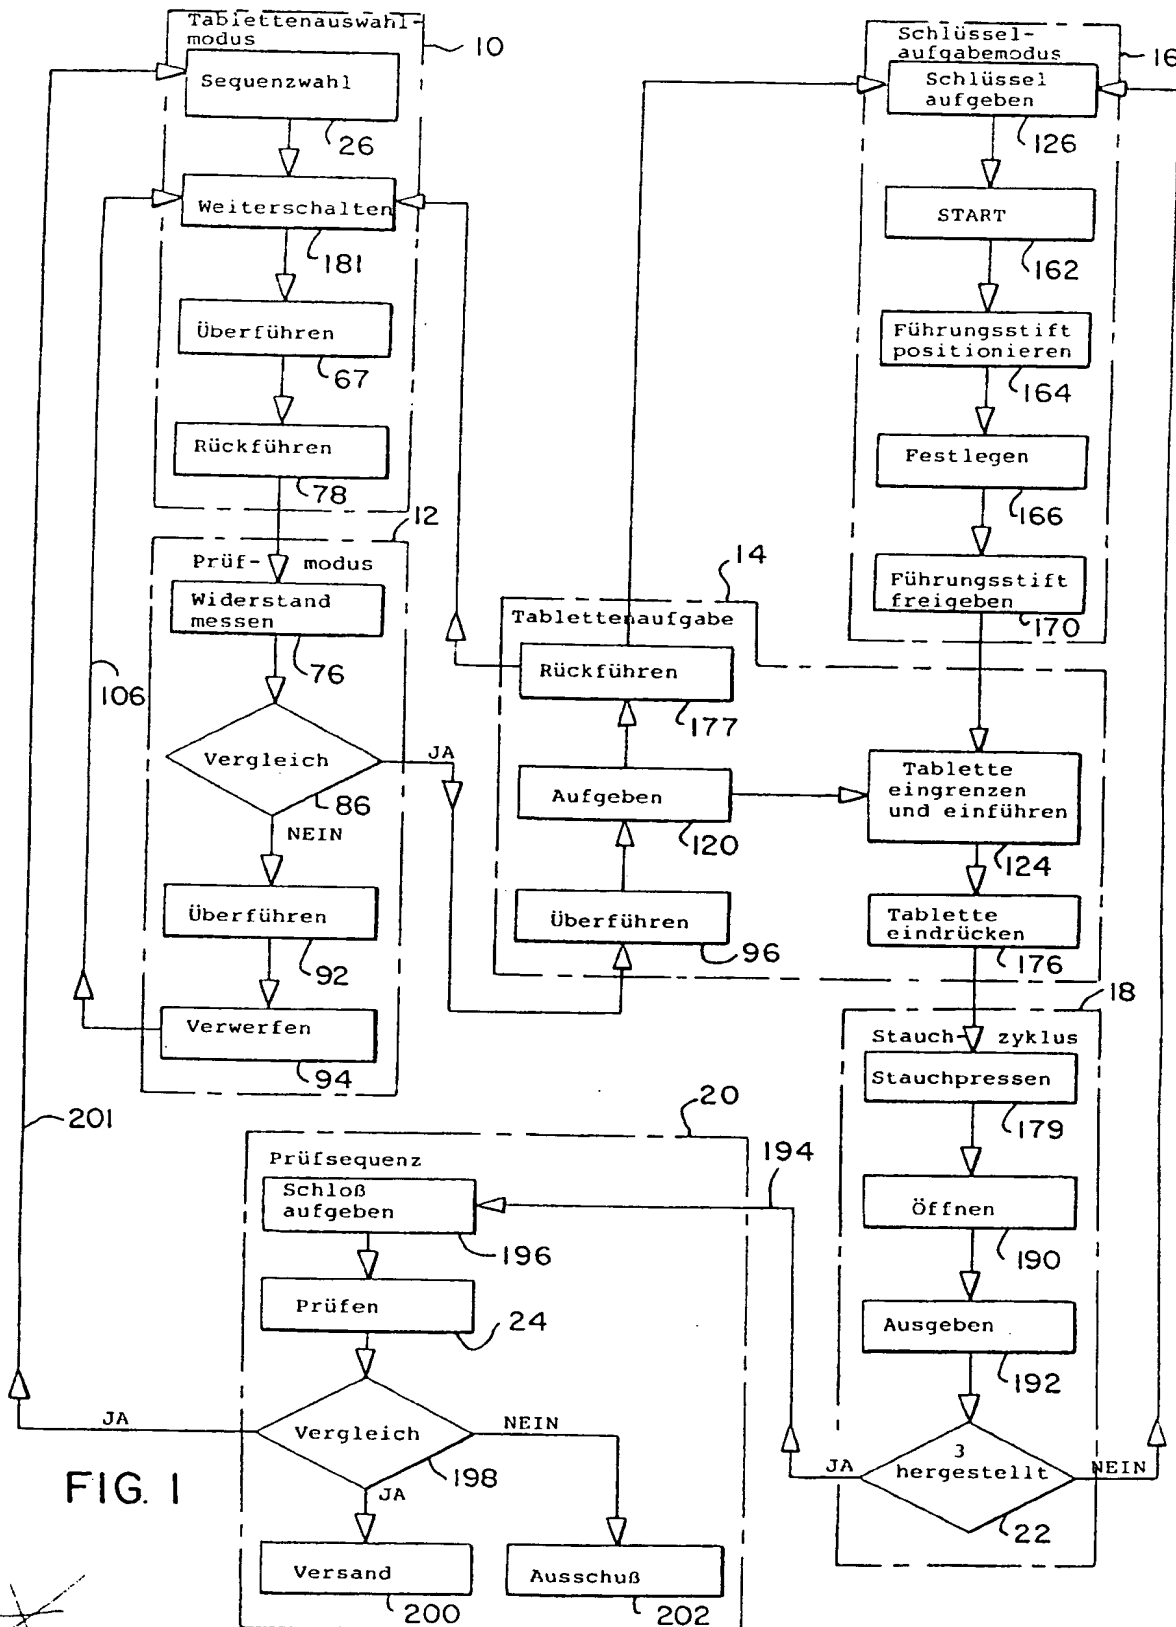 Tablettenauswahl-
modus
10
Sequenzwahl
26
Weiterschalten
181
Überführen
67
Rückführen
78
12
Prüf- modus
Widerstand
messen
76
106
Vergleich
86
JA
NEIN
Überführen
92
Verwerfen
94
201
Schlüssel-
aufgabemodus
16
Schlüssel
aufgeben
126
START
162
Führungsstift
positionieren
164
Festlegen
166
Führungsstift
freigeben
170
14
Tablettenaufgabe
Rückführen
177
Aufgeben
120
Überführen
96
Tablette
eingrenzen
und einführen
124
Tablette
eindrücken
176
18
Stauch- zyklus
Stauchpressen
179
Öffnen
190
Ausgeben
192
3
hergestellt
22
JA
NEIN
194
20
Prüfsequenz
Schloß
aufgeben
196
Prüfen
24
Vergleich
198
JA
NEIN
JA
Versand
200
Ausschuß
202
FIG. 1